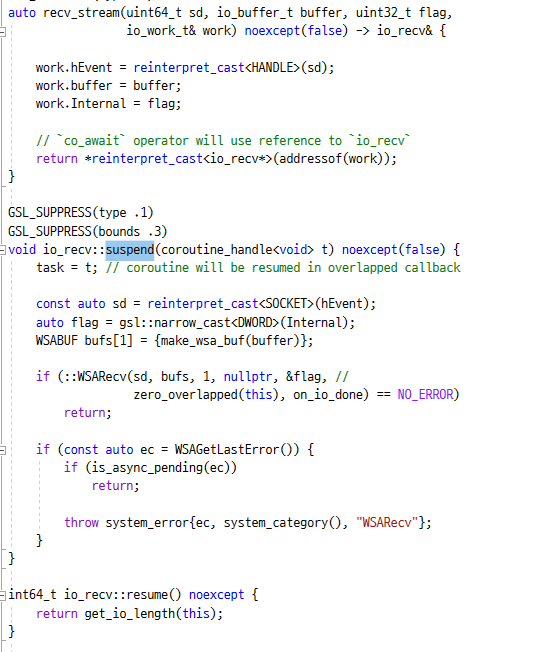 auto recv_stream(uint64_t sd, io_buffer_t buffer, uint32_t flag,
io_work_t& work) noexcept(false) -> io_recv& {
work.hEvent = reinterpret_cast<HANDLE>(sd);
work.buffer = buffer;
work.Internal = flag;
// `co_await` operator will use reference to `io_recv`
return *reinterpret_cast<io_recv*>(addressof(work));
}
GSL_SUPPRESS(type .1)
GSL_SUPPRESS(bounds .3)
void io_recv::suspend(coroutine_handle<void> t) noexcept(false) {
task = t; // coroutine will be resumed in overlapped callback
const auto sd = reinterpret_cast<SOCKET>(hEvent);
auto flag = gsl::narrow_cast<DWORD>(Internal);
WSABUF bufs[1] = {make_wsa_buf(buffer)};
if (::WSARecv(sd, bufs, 1, nullptr, &flag, //
zero_overlapped(this), on_io_done) == NO_ERROR)
return;
if (const auto ec = WSAGetLastError()) {
if (is_async_pending(ec))
return;
throw system_error{ec, system_category(), "WSARecv"};
}
}
int64_t io_recv::resume() noexcept {
return get_io_length(this);
}